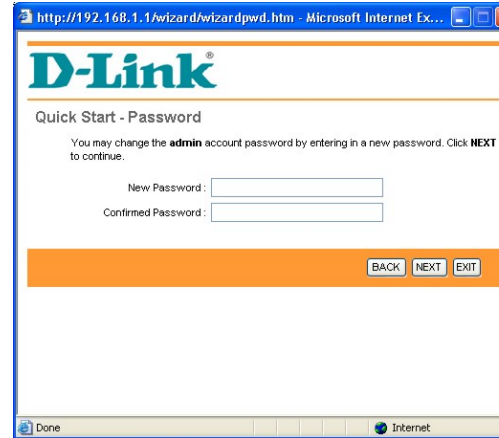 http://192.168.1.1/wizard/wizardpwd.htm - Microsoft Internet Ex...
D-Link®
Quick Start - Password
You may change the admin account password by entering in a new password. Click NEXT
to continue.
New Password :
Confirmed Password :
BACK NEXT EXIT
Done Internet